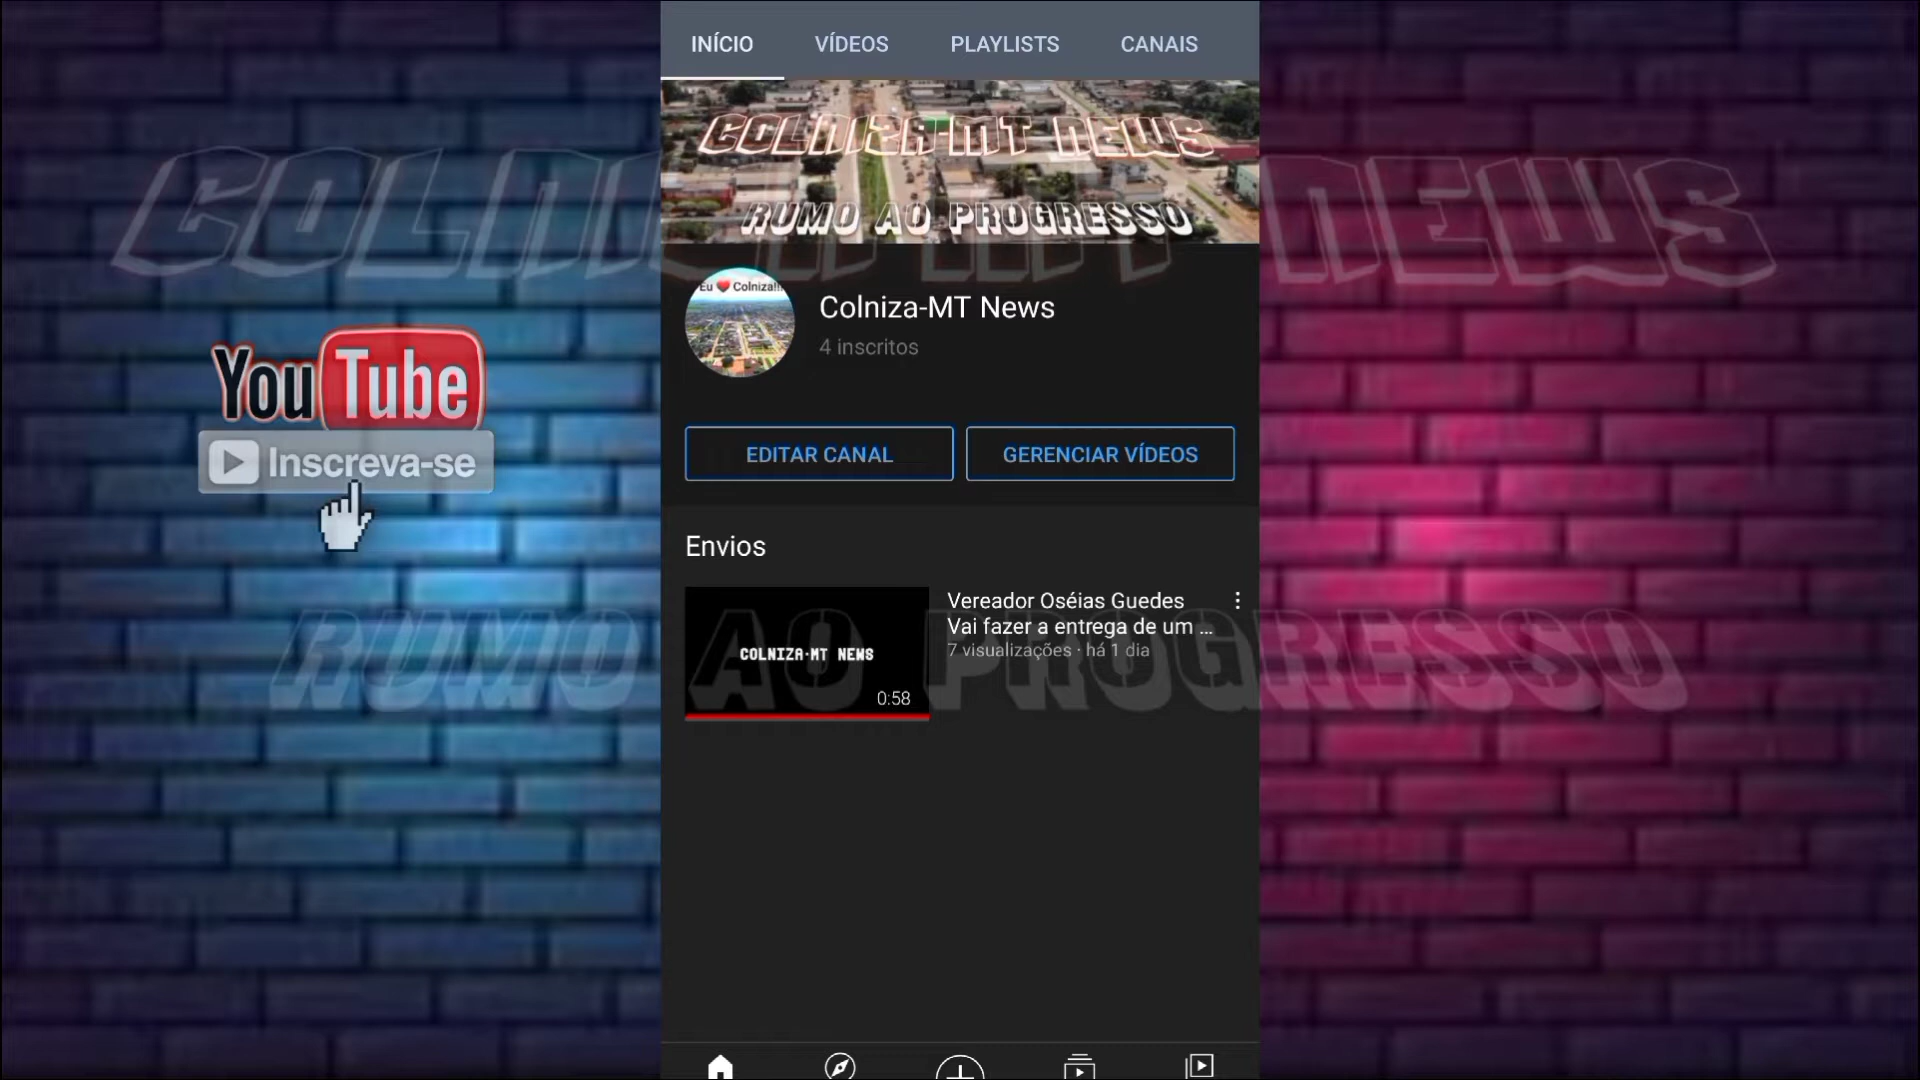 INÍCIO VÍDEOS PLAYLISTS CANAIS
COLNIZA-MT NEWS
RUMO AO PROGRESSO
COLNIZA-MT NEWS
Eu ❤ Colniza!!!
Colniza-MT News
4 inscritos
YouTube
Inscreva-se
EDITAR CANAL GERENCIAR VÍDEOS
Envios
Vereador Oséias Guedes
Vai fazer a entrega de um ...
7 visualizações · há 1 dia
COLNIZA-MT NEWS
0:58
RUMO AO PROGRESSO